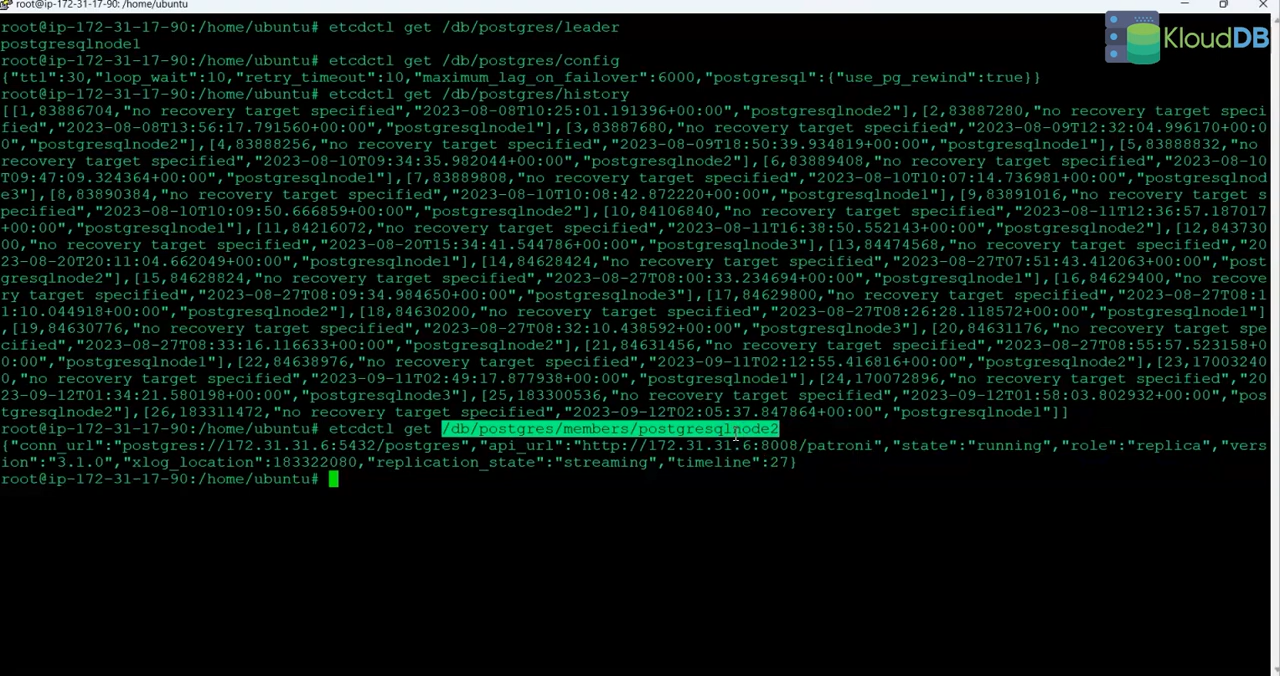 root@ip-172-31-17-90: /home/ubuntu
KloudDB
root@ip-172-31-17-90:/home/ubuntu# etcdctl get /db/postgres/leader
postgresqlnode1
root@ip-172-31-17-90:/home/ubuntu# etcdctl get /db/postgres/config
{"ttl":30,"loop_wait":10,"retry_timeout":10,"maximum_lag_on_failover":6000,"postgresql":{"use_pg_rewind":true}}
root@ip-172-31-17-90:/home/ubuntu# etcdctl get /db/postgres/history
[[1,83886704,"no recovery target specified","2023-08-08T10:25:01.191396+00:00","postgresqlnode2"],[2,83887280,"no recovery target speci
fied","2023-08-08T13:56:17.791560+00:00","postgresqlnode1"],[3,83887680,"no recovery target specified","2023-08-09T12:32:04.996170+00:0
0","postgresqlnode2"],[4,83888256,"no recovery target specified","2023-08-09T18:50:39.934819+00:00","postgresqlnode1"],[5,83888832,"no 
recovery target specified","2023-08-10T09:34:35.982044+00:00","postgresqlnode2"],[6,83889408,"no recovery target specified","2023-08-10
T09:47:09.324364+00:00","postgresqlnode1"],[7,83889808,"no recovery target specified","2023-08-10T10:07:14.736981+00:00","postgresqlnod
e3"],[8,83890384,"no recovery target specified","2023-08-10T10:08:42.872220+00:00","postgresqlnode1"],[9,83891016,"no recovery target s
pecified","2023-08-10T10:09:50.666859+00:00","postgresqlnode2"],[10,84106840,"no recovery target specified","2023-08-11T12:36:57.187017
+00:00","postgresqlnode1"],[11,84216072,"no recovery target specified","2023-08-11T16:38:50.552143+00:00","postgresqlnode2"],[12,843730
00,"no recovery target specified","2023-08-20T15:34:41.544786+00:00","postgresqlnode3"],[13,84474568,"no recovery target specified","20
23-08-20T20:11:04.662049+00:00","postgresqlnode1"],[14,84628424,"no recovery target specified","2023-08-27T07:51:43.412063+00:00","post
gresqlnode2"],[15,84628824,"no recovery target specified","2023-08-27T08:00:33.234694+00:00","postgresqlnode1"],[16,84629400,"no recove
ry target specified","2023-08-27T08:09:34.984650+00:00","postgresqlnode3"],[17,84629800,"no recovery target specified","2023-08-27T08:1
1:10.044918+00:00","postgresqlnode2"],[18,84630200,"no recovery target specified","2023-08-27T08:26:28.118572+00:00","postgresqlnode1"]
,[19,84630776,"no recovery target specified","2023-08-27T08:32:10.438592+00:00","postgresqlnode3"],[20,84631176,"no recovery target spe
cified","2023-08-27T08:33:16.116633+00:00","postgresqlnode2"],[21,84631456,"no recovery target specified","2023-08-27T08:55:57.523158+0
0:00","postgresqlnode1"],[22,84638976,"no recovery target specified","2023-09-11T02:12:55.416816+00:00","postgresqlnode2"],[23,17003240
0,"no recovery target specified","2023-09-11T02:49:17.877938+00:00","postgresqlnode1"],[24,170072896,"no recovery target specified","20
23-09-12T01:34:21.580198+00:00","postgresqlnode3"],[25,183300536,"no recovery target specified","2023-09-12T01:58:03.802932+00:00","pos
tgresqlnode2"],[26,183311472,"no recovery target specified","2023-09-12T02:05:37.847864+00:00","postgresqlnode1"]]
root@ip-172-31-17-90:/home/ubuntu# etcdctl get /db/postgres/members/postgresqlnode2
{"conn_url":"postgres://172.31.31.6:5432/postgres","api_url":"http://172.31.31.6:8008/patroni","state":"running","role":"replica","vers
ion":"3.1.0","xlog_location":183322080,"replication_state":"streaming","timeline":27}
root@ip-172-31-17-90:/home/ubuntu#